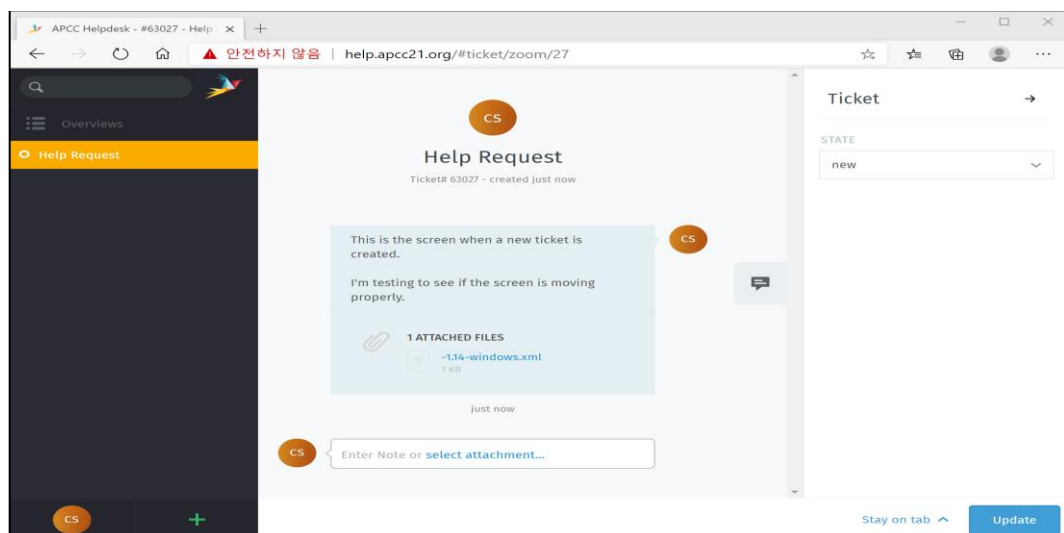 APCC Helpdesk - #63027 - Help
안전하지 않음 | help.apcc21.org/#ticket/zoom/27
Overviews
Help Request
CS
Help Request
Ticket# 63027 - created just now
This is the screen when a new ticket is
created.
I'm testing to see if the screen is moving
properly.
CS
1 ATTACHED FILES
-1.14-windows.xml
7 KB
just now
CS
Enter Note or select attachment...
Ticket
STATE
new
CS
Stay on tab
Update